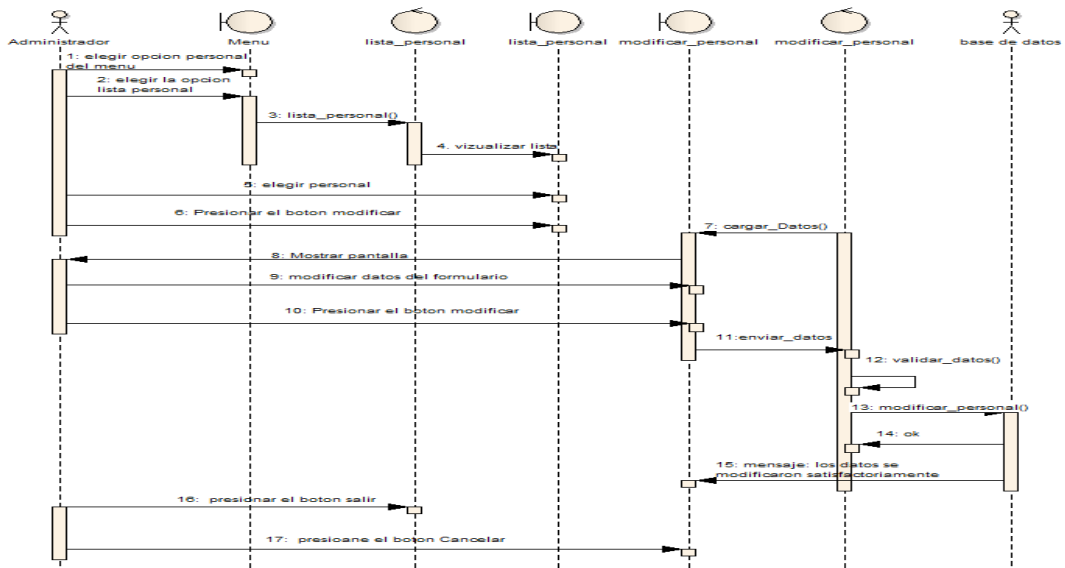 Administrador
Menu
lista_personal
lista_personal
modificar_personal
modificar_personal
base de datos
1: elegir opcion personal
del menu
2: elegir la opcion
lista personal
3: lista_personal()
4. vizualizar lista
5: elegir personal
6: Presionar el boton modificar
7: cargar_Datos()
8: Mostrar pantalla
9: modificar datos del formulario
10: Presionar el boton modificar
11:enviar_datos
12: validar_datos()
13: modificar_personal()
14: ok
15: mensaje: los datos se
modificaron satisfactoriamente
16: presionar el boton salir
17: presioane el boton Cancelar